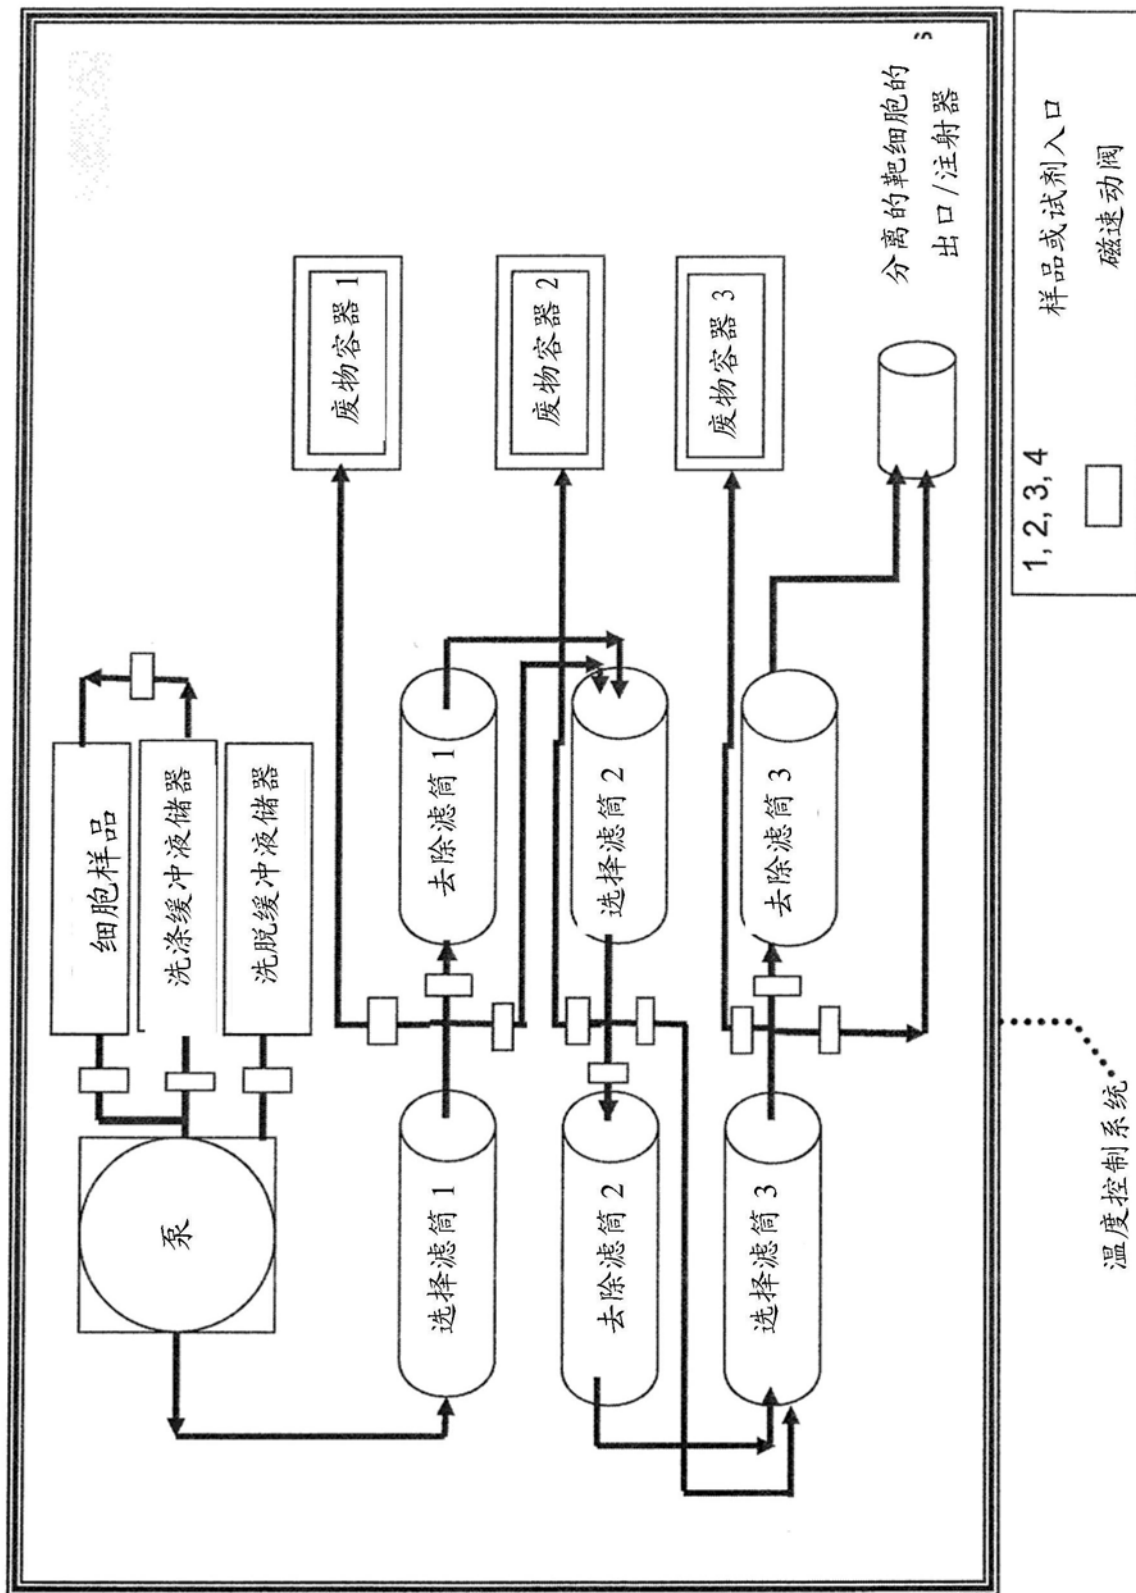 细胞样品
洗涤缓冲液储器
洗脱缓冲液储器
泵
选择滤筒 1
去除滤筒 1
废物容器 1
去除滤筒 2
选择滤筒 2
废物容器 2
选择滤筒 3
去除滤筒 3
废物容器 3
分离的靶细胞的
出口/注射器
温度控制系统
1, 2, 3, 4
样品或试剂入口
磁速动阀